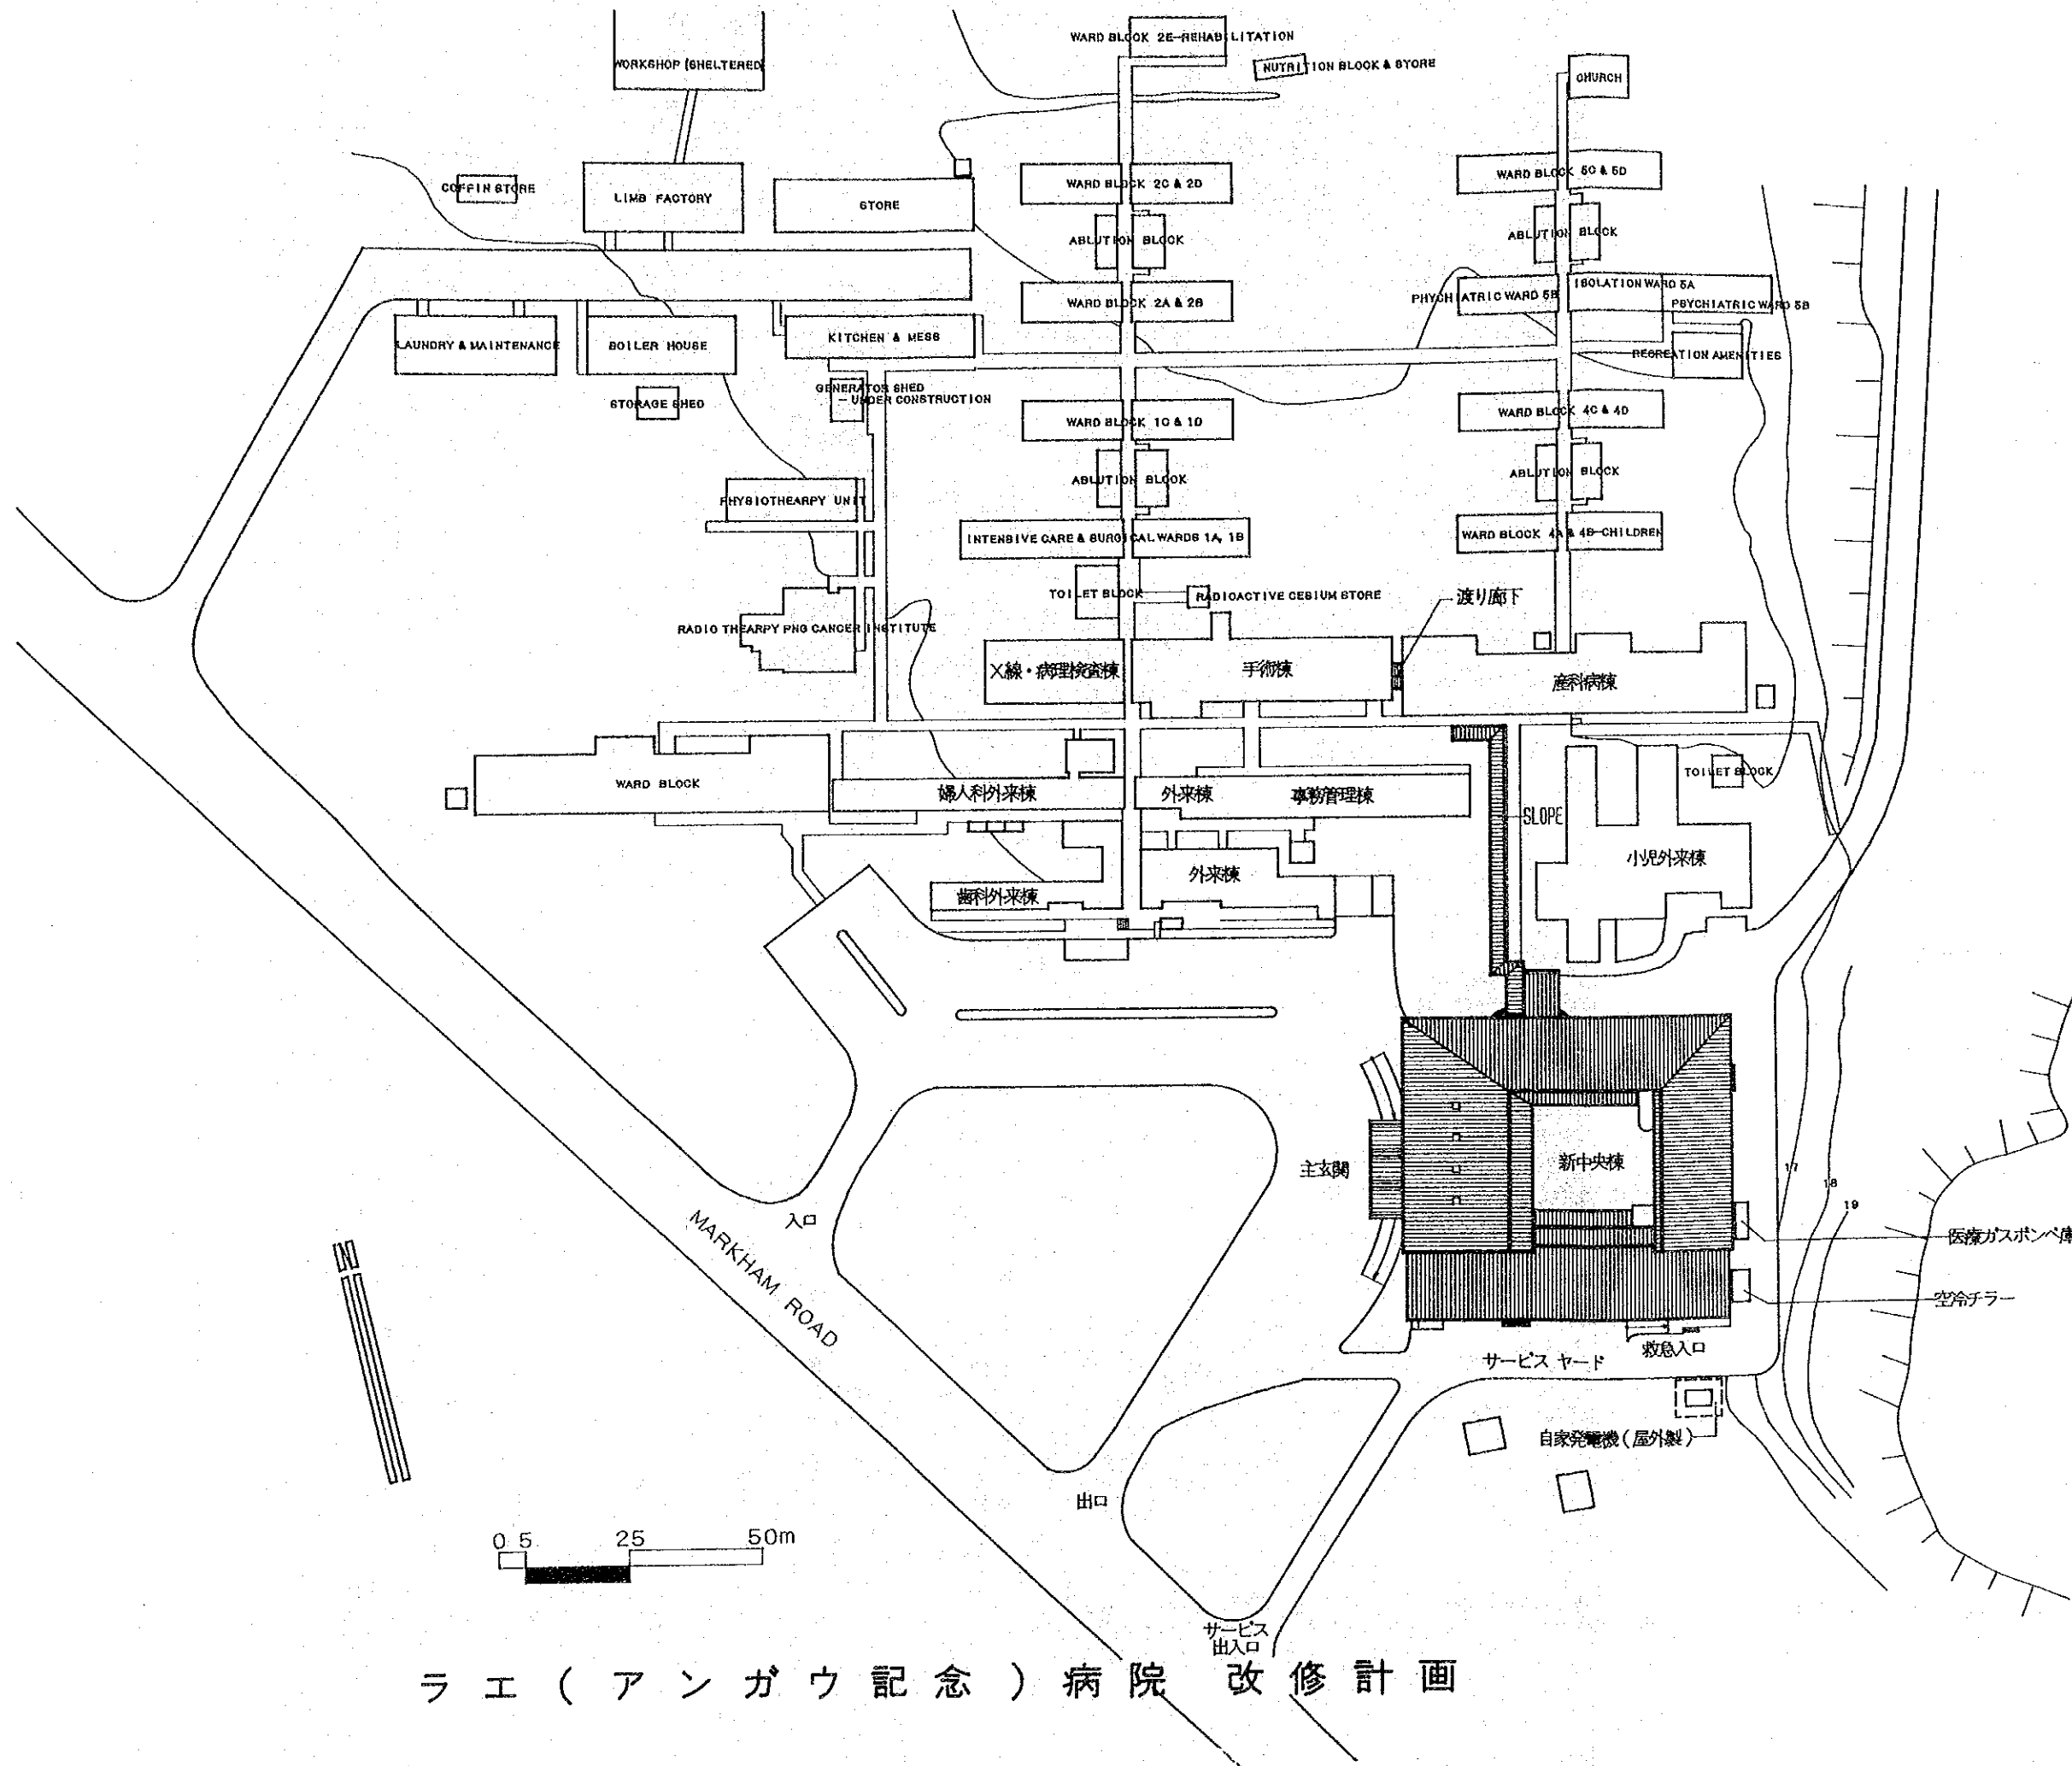 WARD BLOCK 2E-REHABILITATION
NUTRITION BLOCK & STORE
WORKSHOP (SHELTERED)
CHURCH
COFFIN STORE
LIMB FACTORY
STORE
WARD BLOCK 2C & 2D
WARD BLOCK 5C & 5D
ABLUTION BLOCK
ABLUTION BLOCK
WARD BLOCK 2A & 2B
PHYCHIATRIC WARD 5B
ISOLATION WARD 5A
PSYCHIATRIC WARD 5B
LAUNDRY & MAINTENANCE
BOILER HOUSE
KITCHEN & MESS
RECREATION AMENITIES
STORAGE SHED
GENERATOR SHED
- UNDER CONSTRUCTION
WARD BLOCK 1C & 1D
WARD BLOCK 4C & 4D
ABLUTION BLOCK
ABLUTION BLOCK
PHYSIOTHEARPY UNIT
INTENSIVE CARE & SURGICAL WARDS 1A, 1B
WARD BLOCK 4A & 4B-CHILDREN
TOILET BLOCK
RADIOACTIVE CESIUM STORE
渡り廊下
RADIO THEARPY PNG CANCER INSTITUTE
X線・病理検査棟
手術棟
産科病棟
WARD BLOCK
婦人科外来棟
外来棟
事務管理棟
TOILET BLOCK
SLOPE
小児外来棟
歯科外来棟
外来棟
主玄関
新中央棟
17
18
19
入口
MARKHAM ROAD
医療ガスボンベ庫
空冷チラー
N
救急入口
サービス ヤード
自家発電機(屋外製)
出口
0 5 25 50m
サービス
出入口
ラエ(アンガウ記念)病院 改修計画